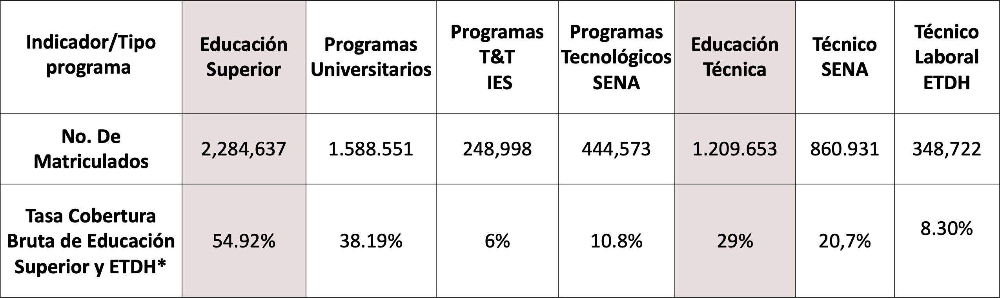 Indicador/Tipo
programa
Educación
Superior
Programas
Universitarios
Programas
T&T
IES
Programas
Tecnológicos
SENA
Educación
Técnica
Técnico
SENA
Técnico
Laboral
ETDH
No. De
Matriculados
2,284,637
1.588.551
248,998
444,573
1.209.653
860.931
348,722
Tasa Cobertura
Bruta de Educación
Superior y ETDH*
54.92%
38.19%
6%
10.8%
29%
20,7%
8.30%